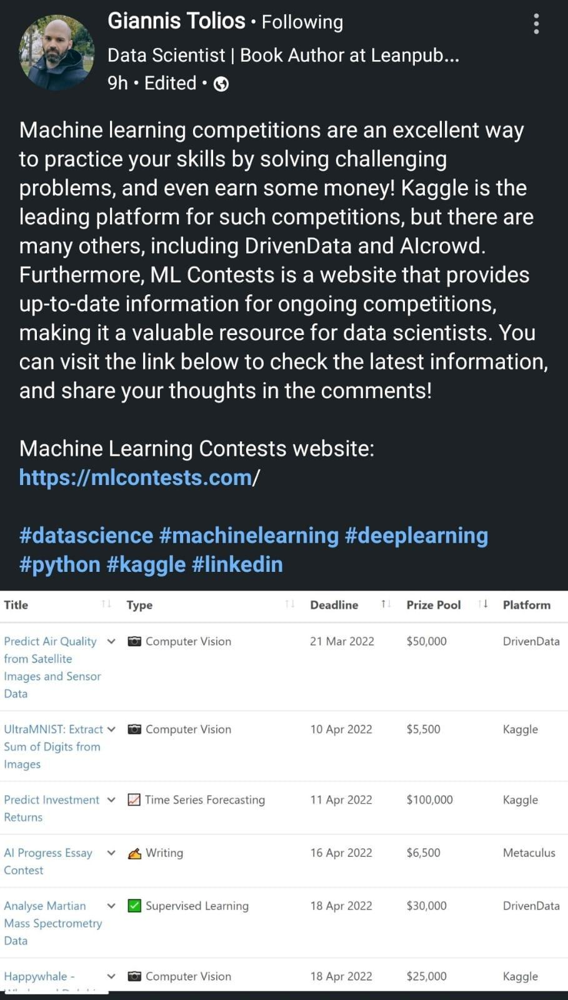 Giannis Tolios • Following
Data Scientist | Book Author at Leanpub...
9h • Edited •
Machine learning competitions are an excellent way
to practice your skills by solving challenging
problems, and even earn some money! Kaggle is the
leading platform for such competitions, but there are
many others, including DrivenData and AIcrowd.
Furthermore, ML Contests is a website that provides
up-to-date information for ongoing competitions,
making it a valuable resource for data scientists. You
can visit the link below to check the latest information,
and share your thoughts in the comments!
Machine Learning Contests website:
https://mlcontests.com/
#datascience #machinelearning #deeplearning
#python #kaggle #linkedin
Title Type Deadline Prize Pool Platform
Predict Air Quality Computer Vision 21 Mar 2022 $50,000 DrivenData
from Satellite
Images and Sensor
Data
UltraMNIST: Extract Computer Vision 10 Apr 2022 $5,500 Kaggle
Sum of Digits from
Images
Predict Investment Time Series Forecasting 11 Apr 2022 $100,000 Kaggle
Returns
AI Progress Essay Writing 16 Apr 2022 $6,500 Metaculus
Contest
Analyse Martian Supervised Learning 18 Apr 2022 $30,000 DrivenData
Mass Spectrometry
Data
Happywhale - Computer Vision 18 Apr 2022 $25,000 Kaggle